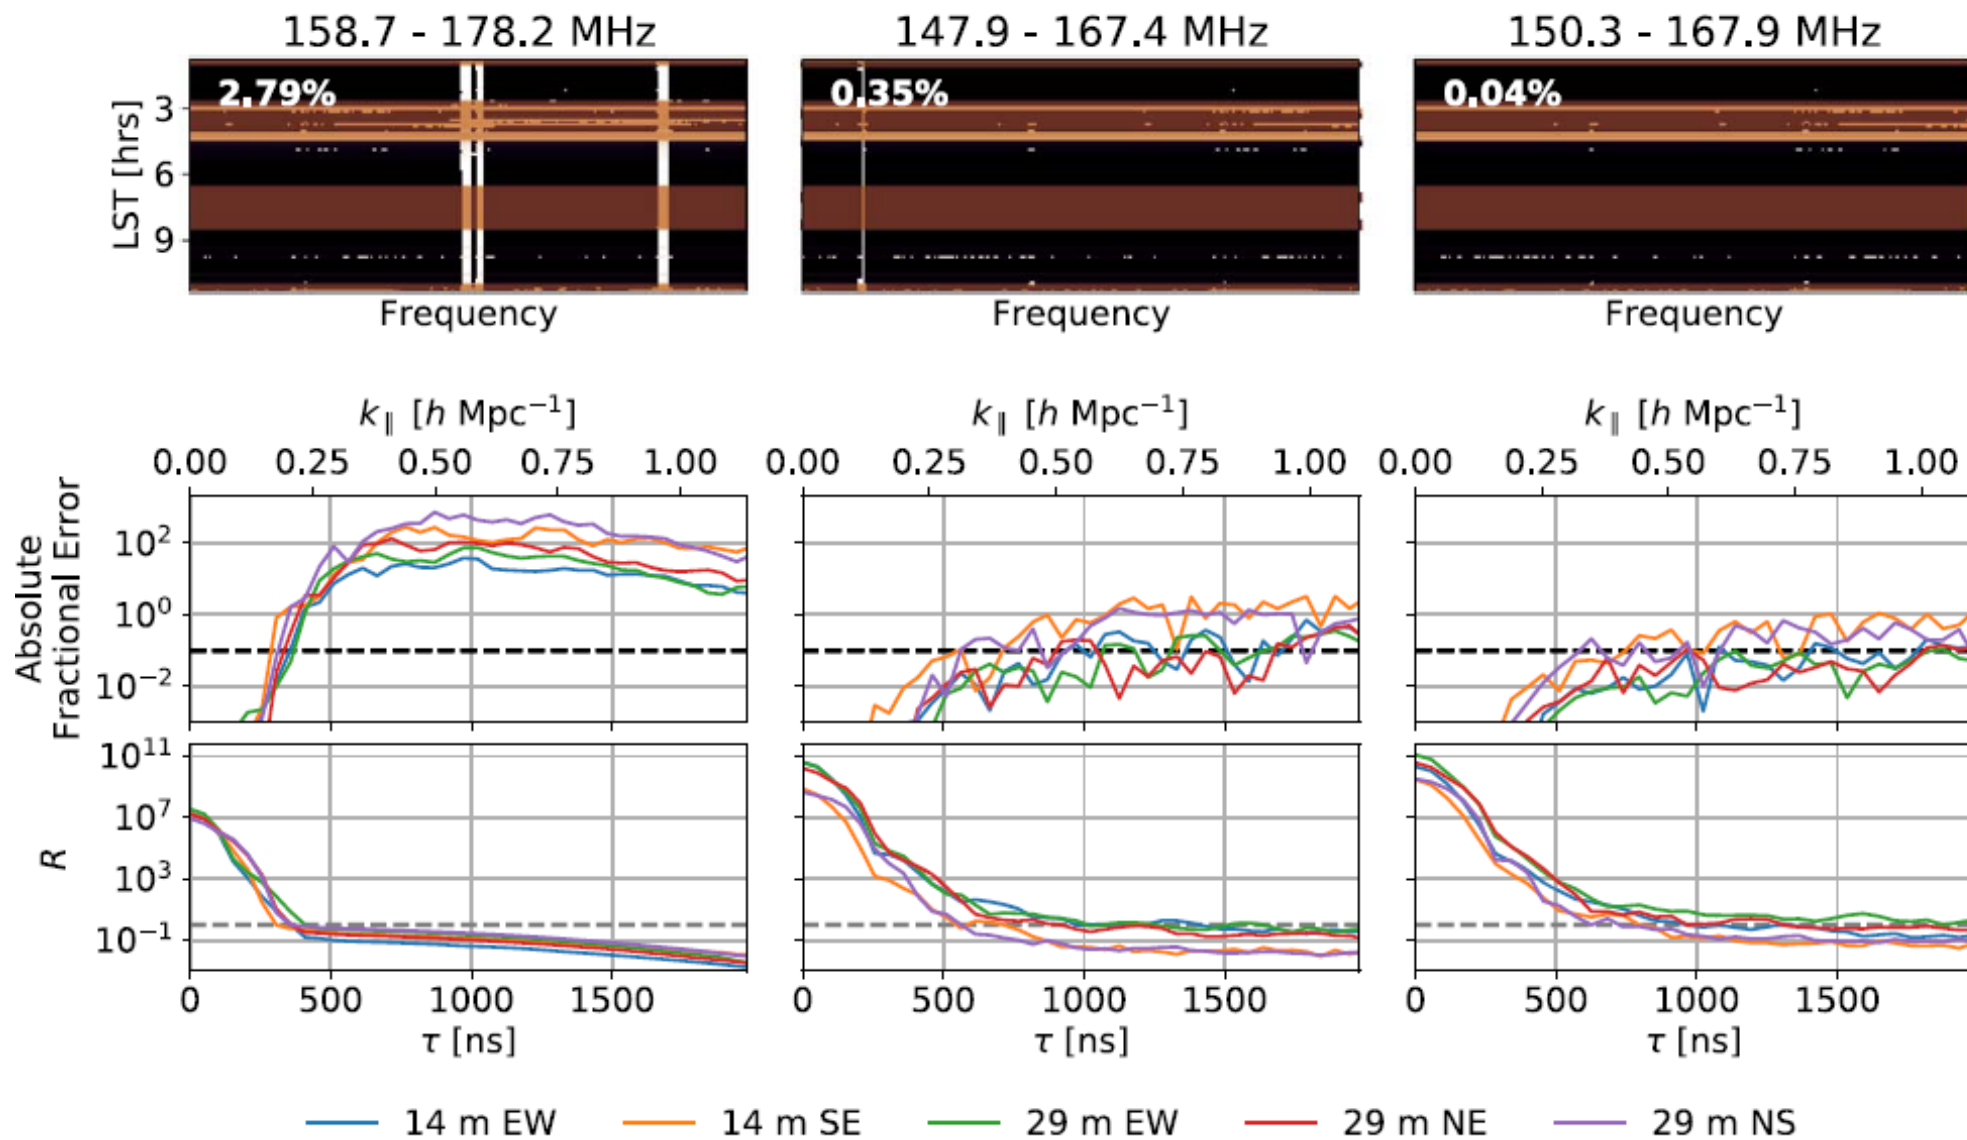 158.7 - 178.2 MHz 147.9 - 167.4 MHz 150.3 - 167.9 MHz
2.79% 0.35% 0.04%
LST [hrs]
3
6
9
Frequency Frequency Frequency
k∥ [h Mpc⁻¹] k∥ [h Mpc⁻¹] k∥ [h Mpc⁻¹]
0.00 0.25 0.50 0.75 1.00 0.00 0.25 0.50 0.75 1.00 0.00 0.25 0.50 0.75 1.00
Absolute
Fractional Error
10²
10⁰
10⁻²
R
10¹¹
10⁷
10³
10⁻¹
0 500 1000 1500 0 500 1000 1500 0 500 1000 1500
τ [ns] τ [ns] τ [ns]
14 m EW 14 m SE 29 m EW 29 m NE 29 m NS